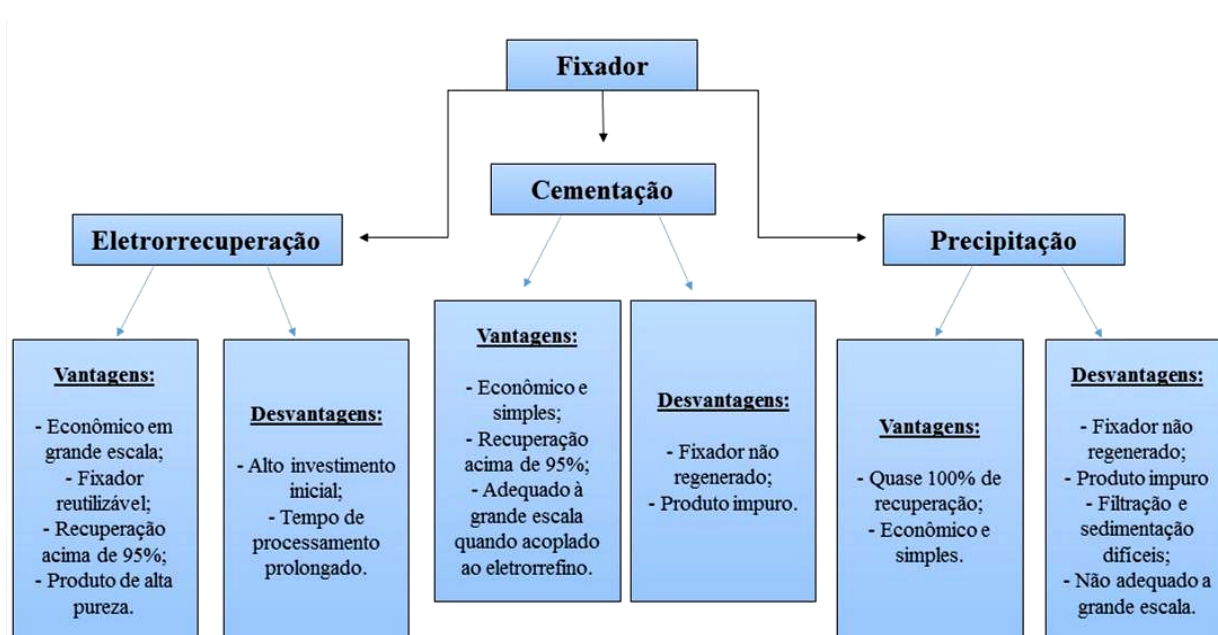 Fixador
Cementação
Eletrorrecuperação
Precipitação
Vantagens:
- Econômico em
grande escala;
- Fixador
reutilizável;
- Recuperação
acima de 95%;
- Produto de alta
pureza.
Desvantagens:
- Alto investimento
inicial;
- Tempo de
processamento
prolongado.
Vantagens:
- Econômico e
simples;
- Recuperação
acima de 95%;
- Adequado à
grande escala
quando acoplado
ao eletrorrefino.
Desvantagens:
- Fixador não
regenerado;
- Produto impuro.
Vantagens:
- Quase 100% de
recuperação;
- Econômico e
simples.
Desvantagens:
- Fixador não
regenerado;
- Produto impuro
- Filtração e
sedimentação
difíceis;
- Não adequado a
grande escala.